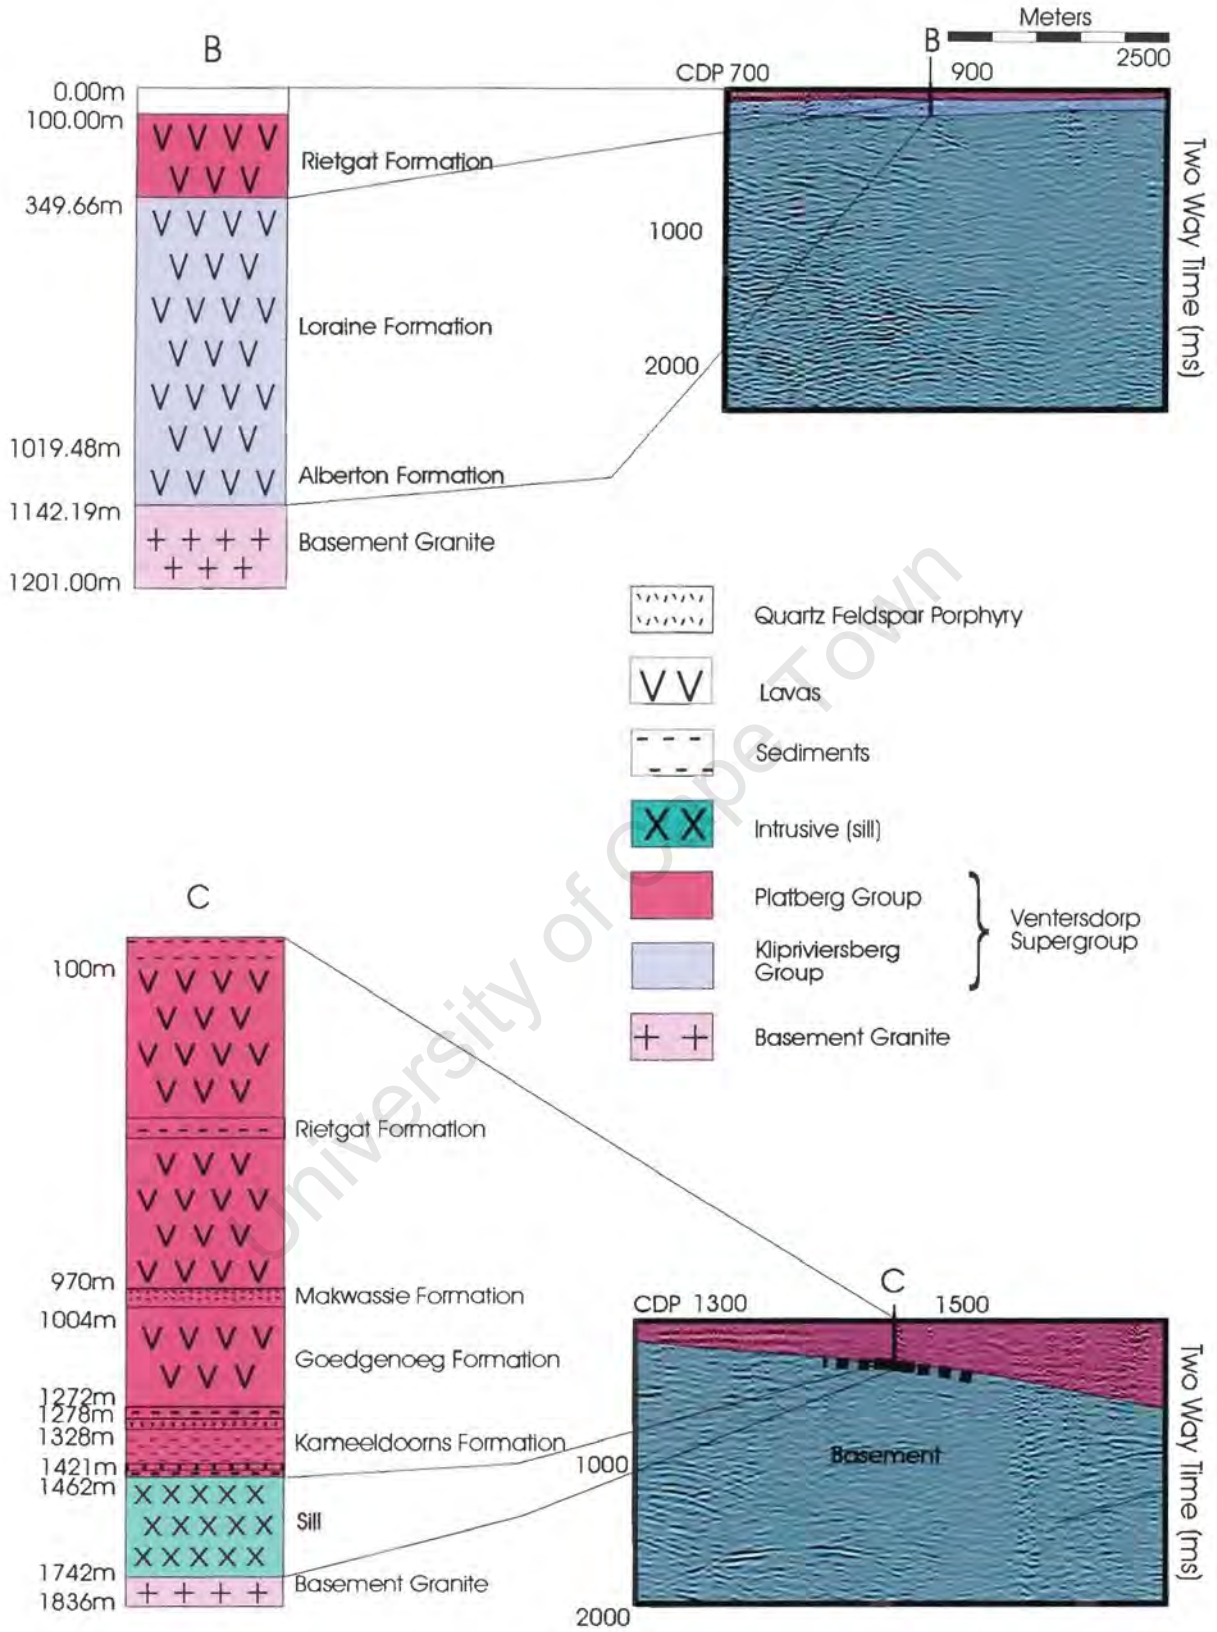 B
0.00m
100.00m
Rietgat Formation
349.66m
Loraine Formation
1019.48m
Alberton Formation
1142.19m
Basement Granite
1201.00m
Meters
2500
B
CDP 700
900
1000
2000
Two Way Time (ms)
Quartz Feldspar Porphyry
Lavas
Sediments
Intrusive (sill)
Platberg Group
Klipriviersberg
Group
Ventersdorp
Supergroup
Basement Granite
C
100m
Rietgat Formation
970m
Makwassie Formation
1004m
Goedgenoeg Formation
1272m
1278m
1328m
Kameeldoorns Formation
1421m
1462m
Sill
1742m
Basement Granite
1836m
C
CDP 1300
1500
Basement
1000
2000
Two Way Time (ms)
University of Cape Town